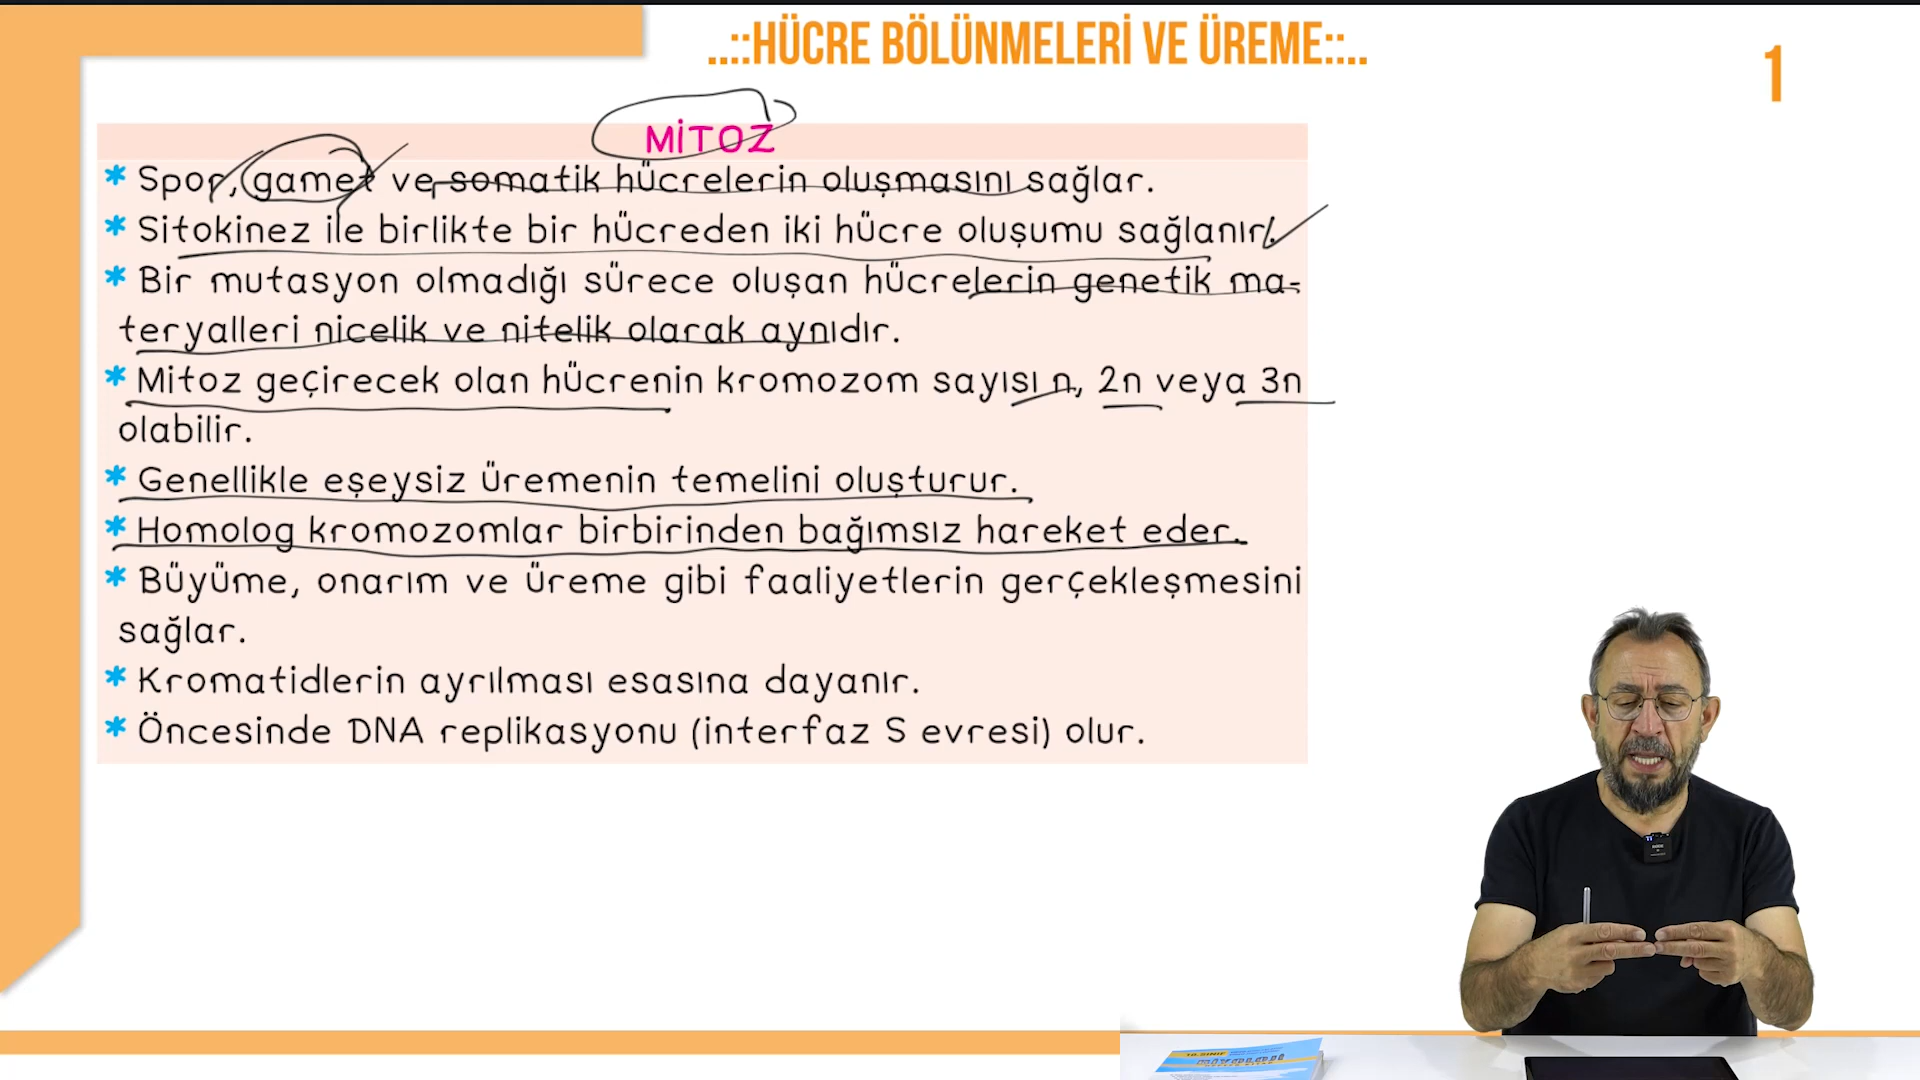 ..::HÜCRE BÖLÜNMELERİ VE ÜREME::..
1
MİTOZ
* Spor, gamet ve somatik hücrelerin oluşmasını sağlar.
* Sitokinez ile birlikte bir hücreden iki hücre oluşumu sağlanır.
* Bir mutasyon olmadığı sürece oluşan hücrelerin genetik ma-
teryalleri nicelik ve nitelik olarak aynıdır.
* Mitoz geçirecek olan hücrenin kromozom sayısı n, 2n veya 3n
olabilir.
* Genellikle eşeysiz üremenin temelini oluşturur.
* Homolog kromozomlar birbirinden bağımsız hareket eder.
* Büyüme, onarım ve üreme gibi faaliyetlerin gerçekleşmesini
sağlar.
* Kromatidlerin ayrılması esasına dayanır.
* Öncesinde DNA replikasyonu (interfaz S evresi) olur.
10.SINIF
BİYOLOJİ